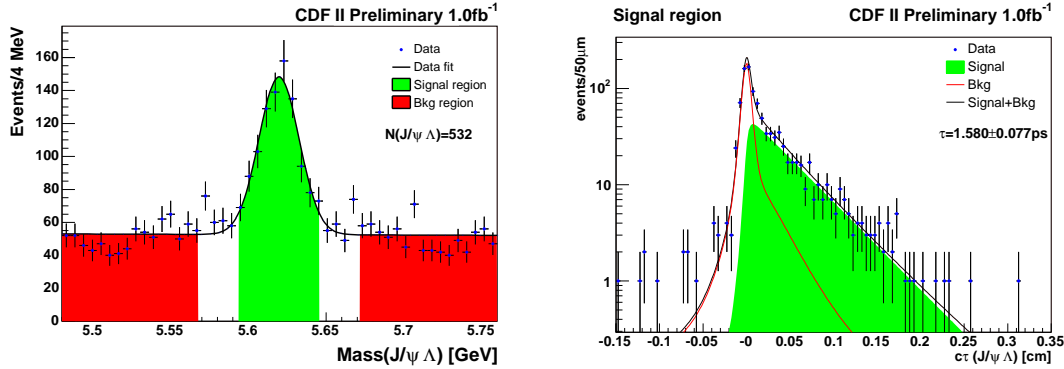 CDF II Preliminary 1.0fb⁻¹
Events/4 MeV
160
140
120
100
80
60
40
20
0
Data
Data fit
Signal region
Bkg region
N(J/ψ Λ)=532
5.5 5.55 5.6 5.65 5.7 5.75
Mass(J/ψ Λ) [GeV]
Signal region CDF II Preliminary 1.0fb⁻¹
events/50μm
10²
10
1
Data
Signal
Bkg
Signal+Bkg
τ=1.580±0.077ps
-0.15 -0.1 -0.05 -0 0.05 0.1 0.15 0.2 0.25 0.3 0.35
cτ (J/ψ Λ) [cm]